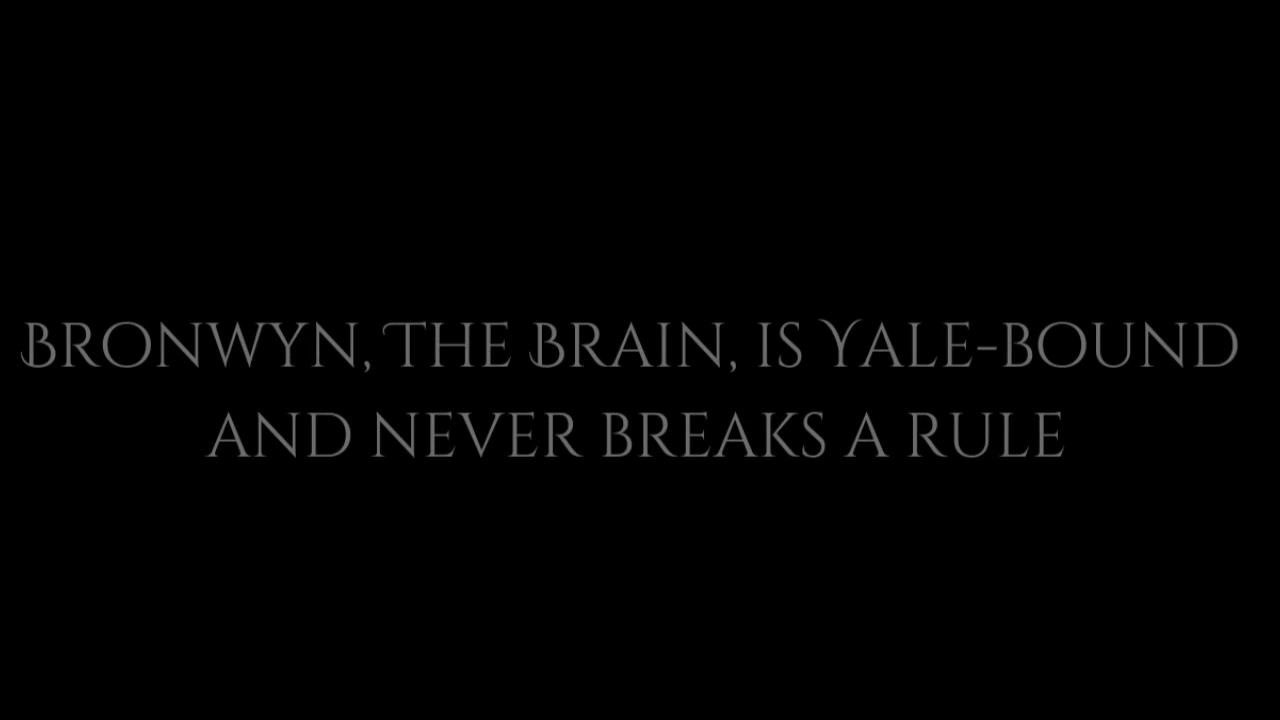 Bronwyn, The Brain, is Yale-bound
and never breaks a rule